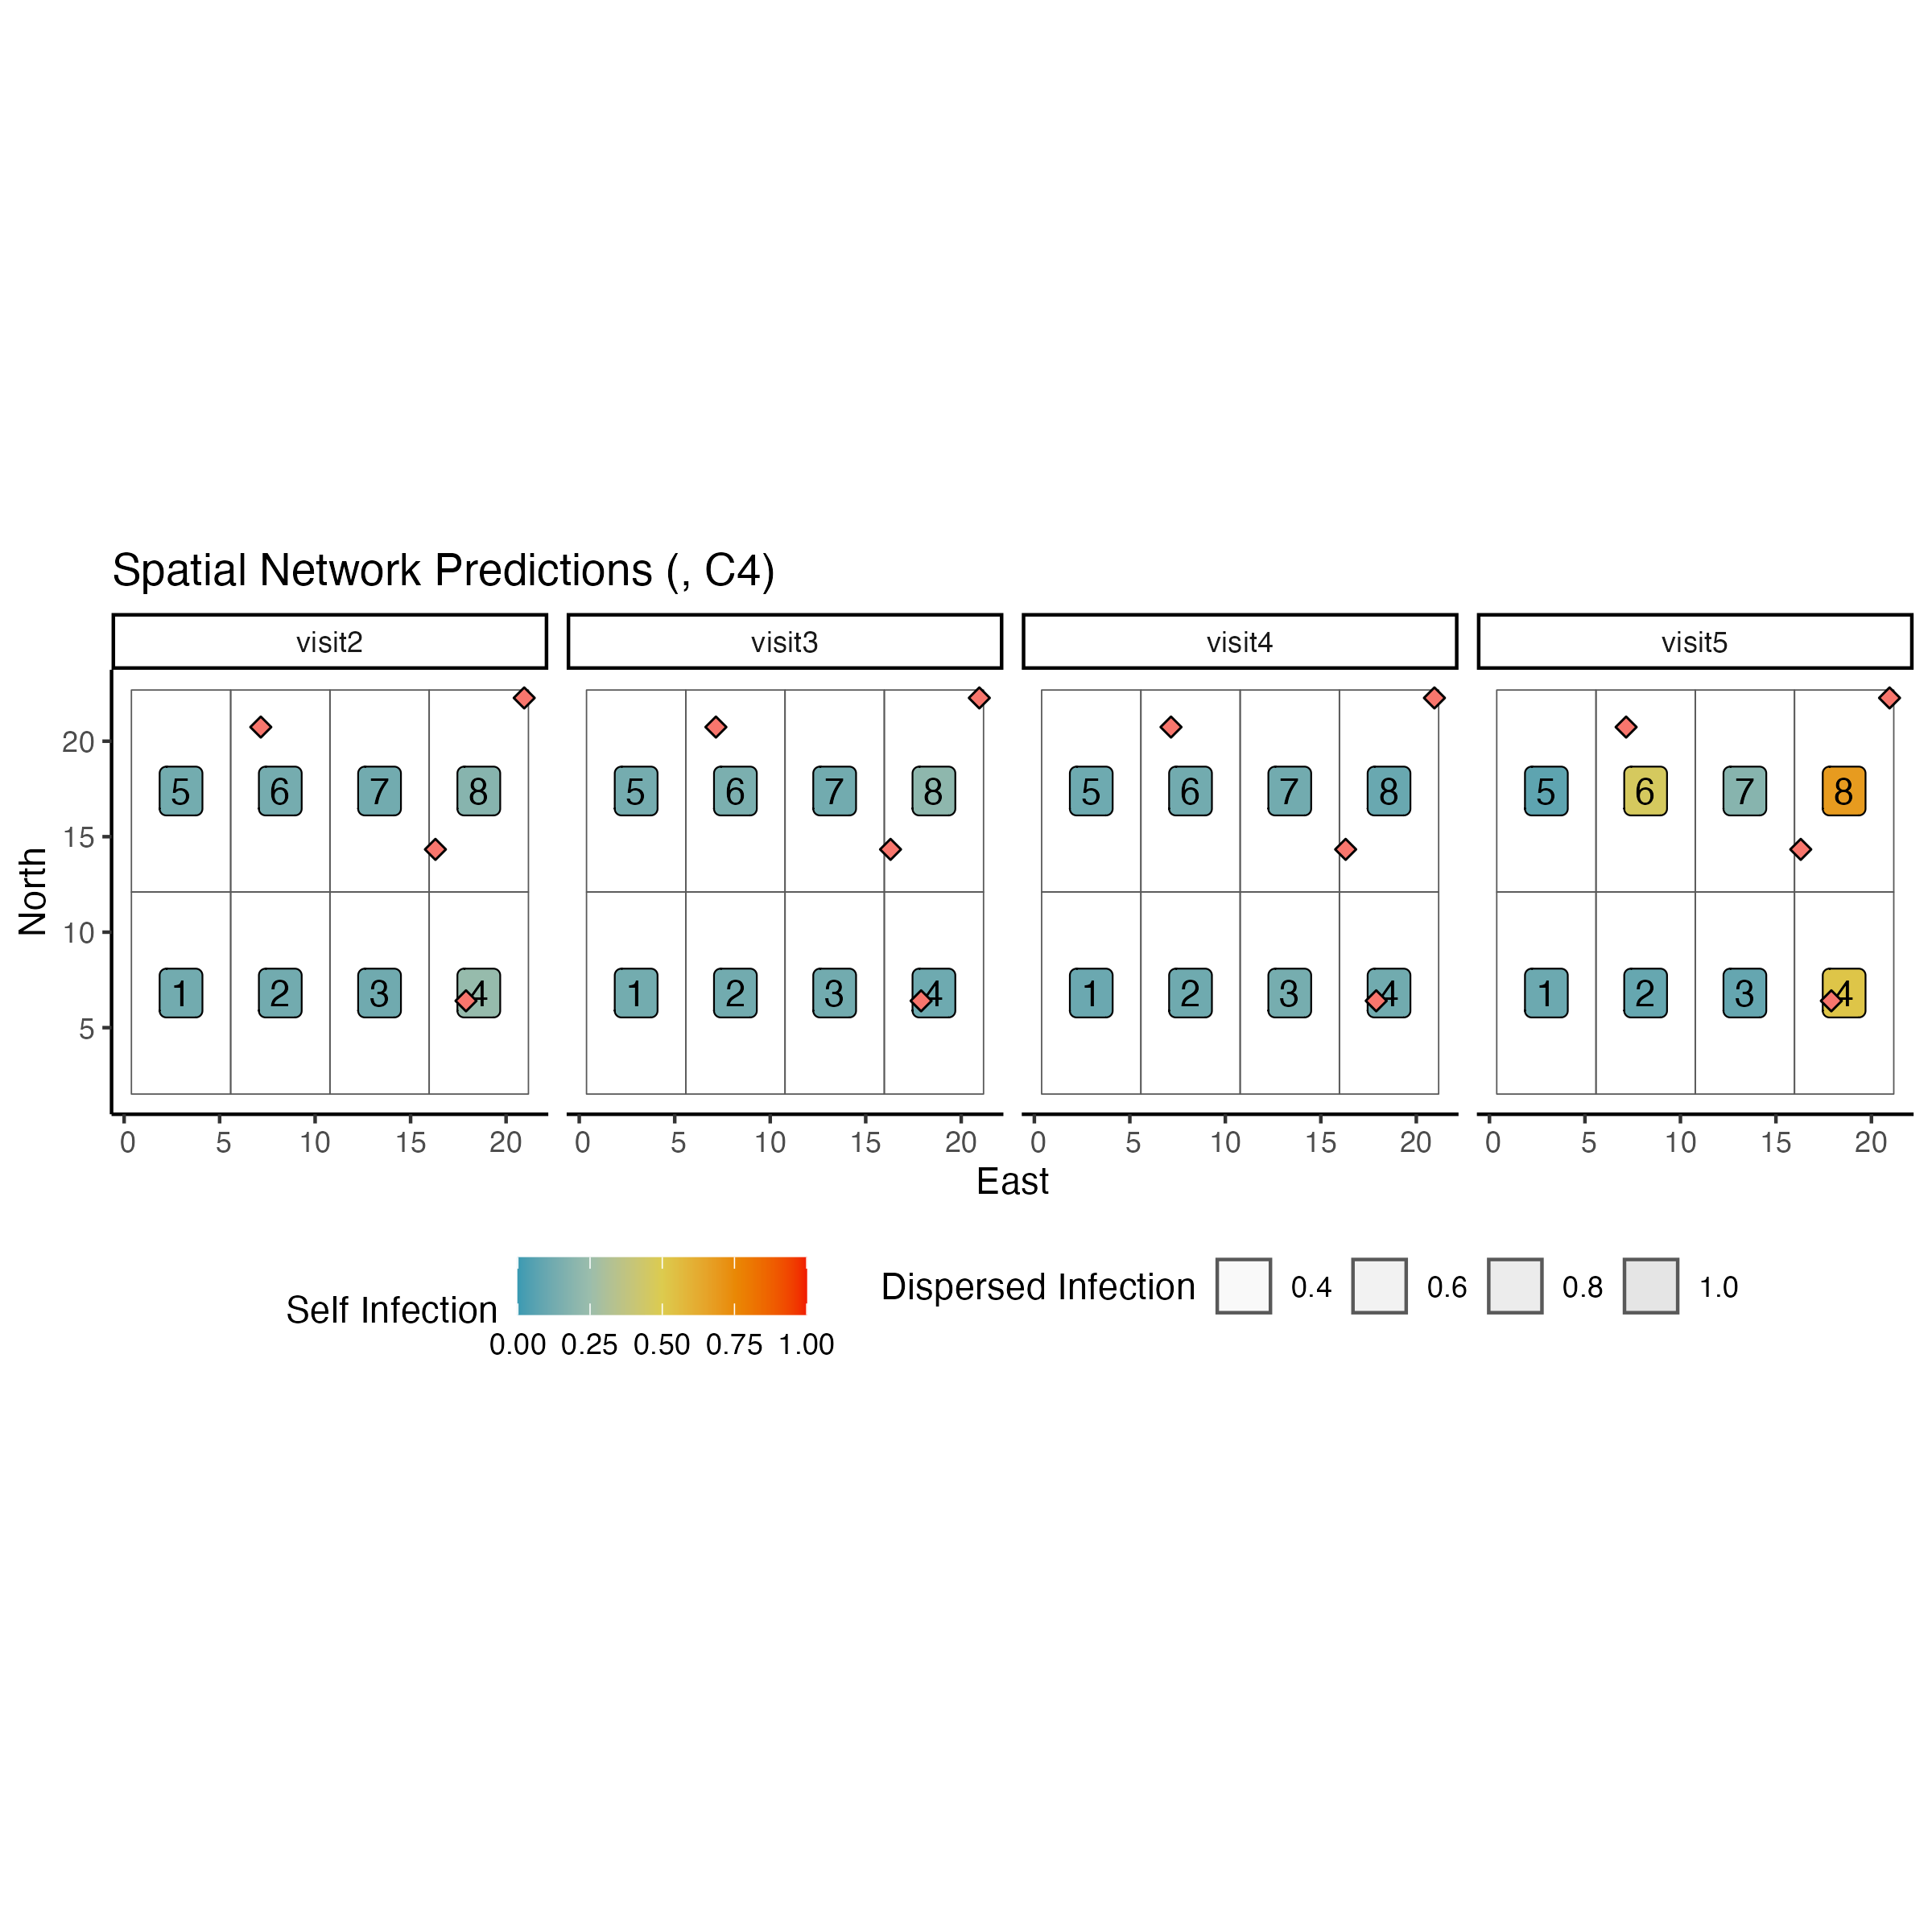 Spatial Network Predictions (, C4)
visit2 visit3 visit4 visit5
20
15
10
5
North
5 6 7 8 5 6 7 8 5 6 7 8 5 6 7 8
1 2 3 4 1 2 3 4 1 2 3 4 1 2 3 4
0 5 10 15 20 0 5 10 15 20 0 5 10 15 20 0 5 10 15 20
East
Self Infection
0.00 0.25 0.50 0.75 1.00
Dispersed Infection 0.4 0.6 0.8 1.0